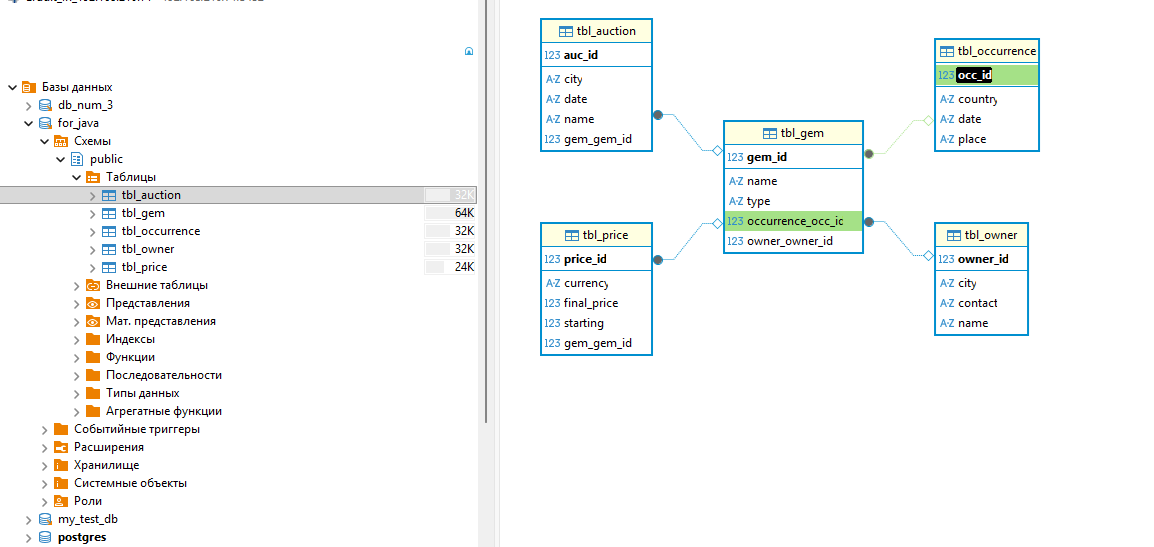 Базы данных
db_num_3
for_java
Схемы
public
Таблицы
tbl_auction 32K
tbl_gem 64K
tbl_occurrence 32K
tbl_owner 32K
tbl_price 24K
Внешние таблицы
Представления
Мат. представления
Индексы
Функции
Последовательности
Типы данных
Агрегатные функции
Событийные триггеры
Расширения
Хранилище
Системные объекты
Роли
my_test_db
postgres
tbl_auction
123 auc_id
A-Z city
A-Z date
A-Z name
123 gem_gem_id
tbl_price
123 price_id
A-Z currency
123 final_price
123 starting
123 gem_gem_id
tbl_gem
123 gem_id
A-Z name
A-Z type
123 occurrence_occ_id
123 owner_owner_id
tbl_occurrence
123 occ_id
A-Z country
A-Z date
A-Z place
tbl_owner
123 owner_id
A-Z city
A-Z contact
A-Z name